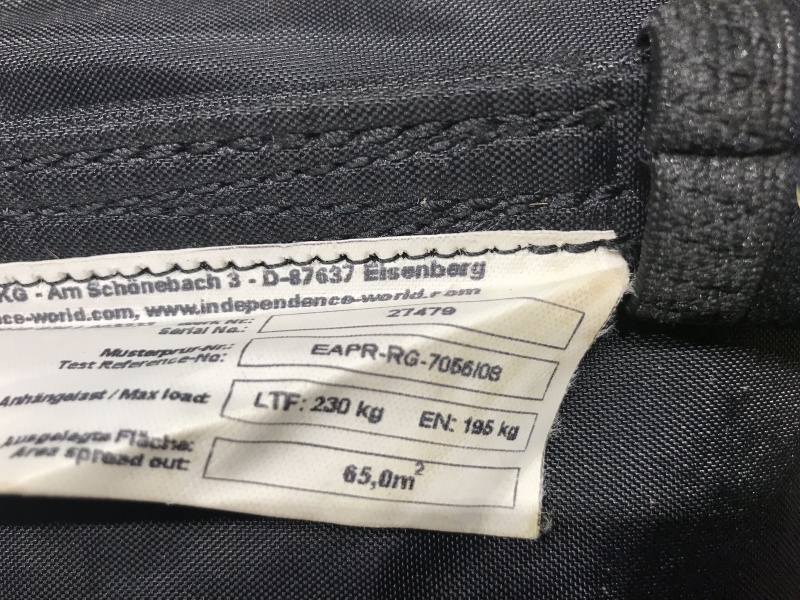 KG - Am Schönebach 3 - D-87637 Eisenberg
ce-world.com, www.independence-world.com
Serial No.: 27479
Musterprüf-Nr.:
Test Reference-No: EAPR-RG-7056/08
Anhängelast / Max load: LTF: 230 kg EN: 195 kg
Ausgelegte Fläche:
Area spread out: 65,0m²